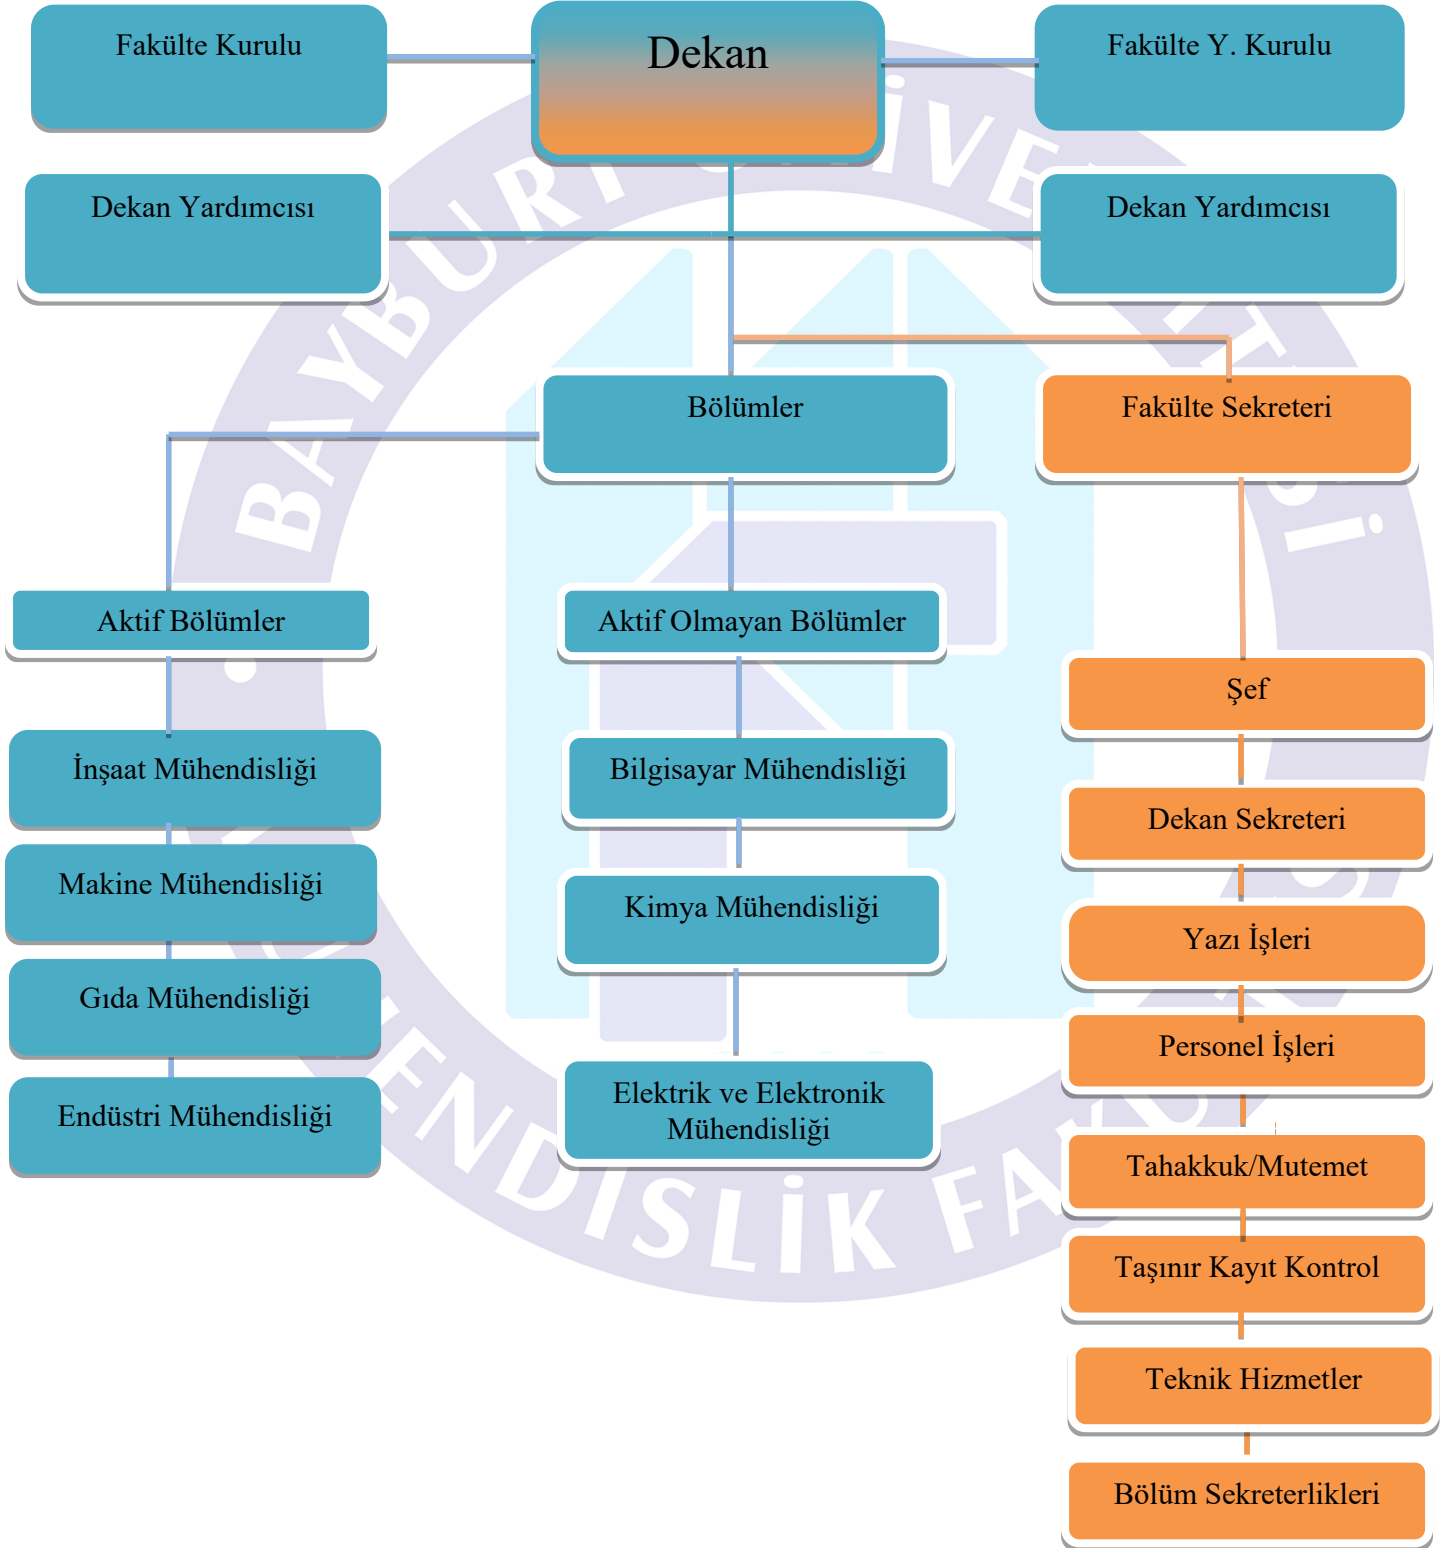 Fakülte Kurulu
Dekan
Fakülte Y. Kurulu
Dekan Yardımcısı
Dekan Yardımcısı
Bölümler
Fakülte Sekreteri
Aktif Bölümler
Aktif Olmayan Bölümler
Şef
İnşaat Mühendisliği
Bilgisayar Mühendisliği
Dekan Sekreteri
Makine Mühendisliği
Kimya Mühendisliği
Yazı İşleri
Gıda Mühendisliği
Personel İşleri
Endüstri Mühendisliği
Elektrik ve Elektronik
Mühendisliği
Tahakkuk/Mutemet
Taşınır Kayıt Kontrol
Teknik Hizmetler
Bölüm Sekreterlikleri